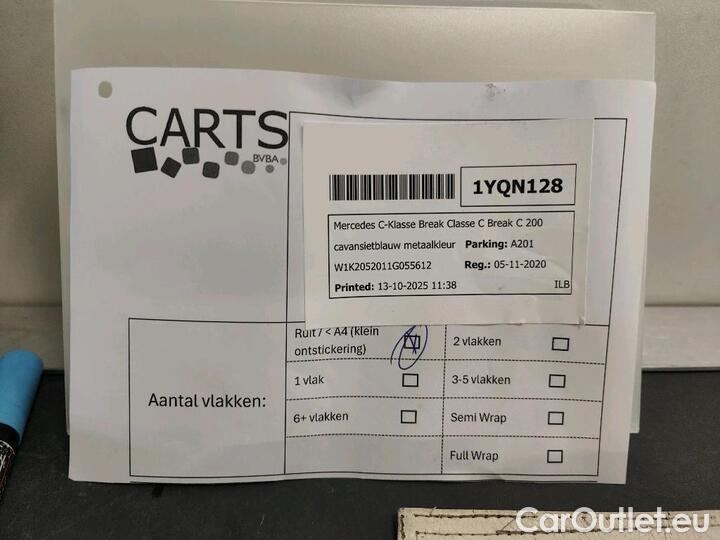 CARTS
BVBA
1YQN128
Mercedes C-Klasse Break Classe C Break C 200
cavansietblauw metaalkleur Parking: A201
W1K2052011G055612 Reg.: 05-11-2020
Printed: 13-10-2025 11:38 ILB
Aantal vlakken:
Ruit / < A4 (klein
ontstickering)
2 vlakken
1 vlak
3-5 vlakken
6+ vlakken
Semi Wrap
Full Wrap
CarOutlet.eu